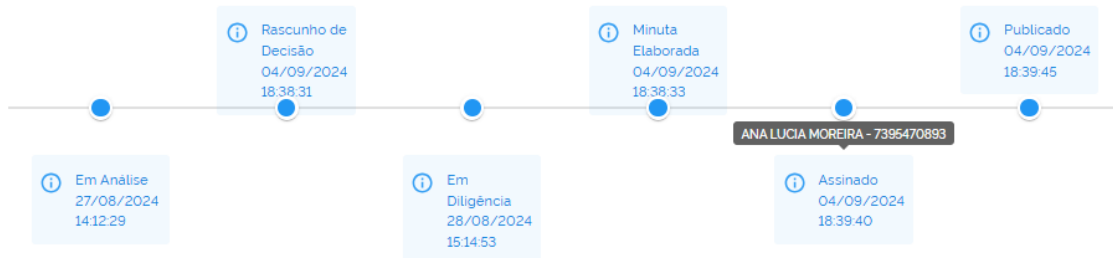 Rascunho de
Decisão
04/09/2024
18:38:31
Minuta
Elaborada
04/09/2024
18:38:33
Publicado
04/09/2024
18:39:45
ANA LUCIA MOREIRA - 7395470893
Em Análise
27/08/2024
14:12:29
Em
Diligência
28/08/2024
15:14:53
Assinado
04/09/2024
18:39:40